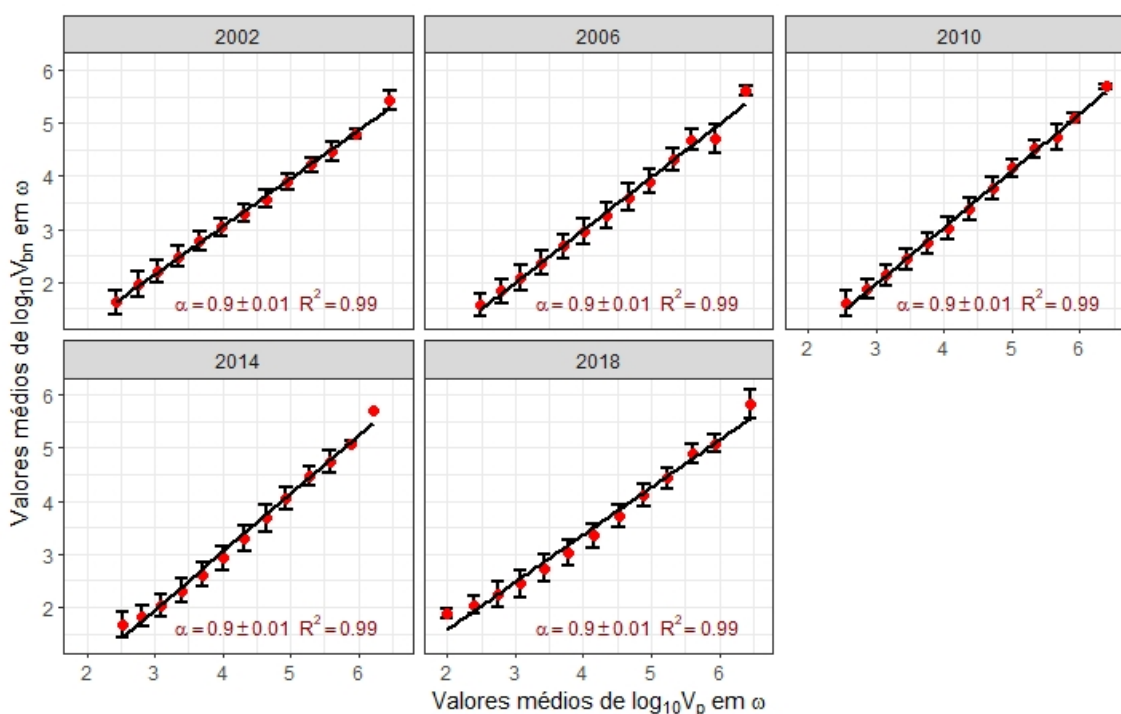 2002 2006 2010
6
5
4
3
2
α = 0.9 ± 0.01 R² = 0.99
α = 0.9 ± 0.01 R² = 0.99
α = 0.9 ± 0.01 R² = 0.99
2 3 4 5 6
2014 2018
6
5
4
3
2
α = 0.9 ± 0.01 R² = 0.99
α = 0.9 ± 0.01 R² = 0.99
2 3 4 5 6
2 3 4 5 6
Valores médios de log₁₀Vbn em ω
Valores médios de log₁₀Vp em ω